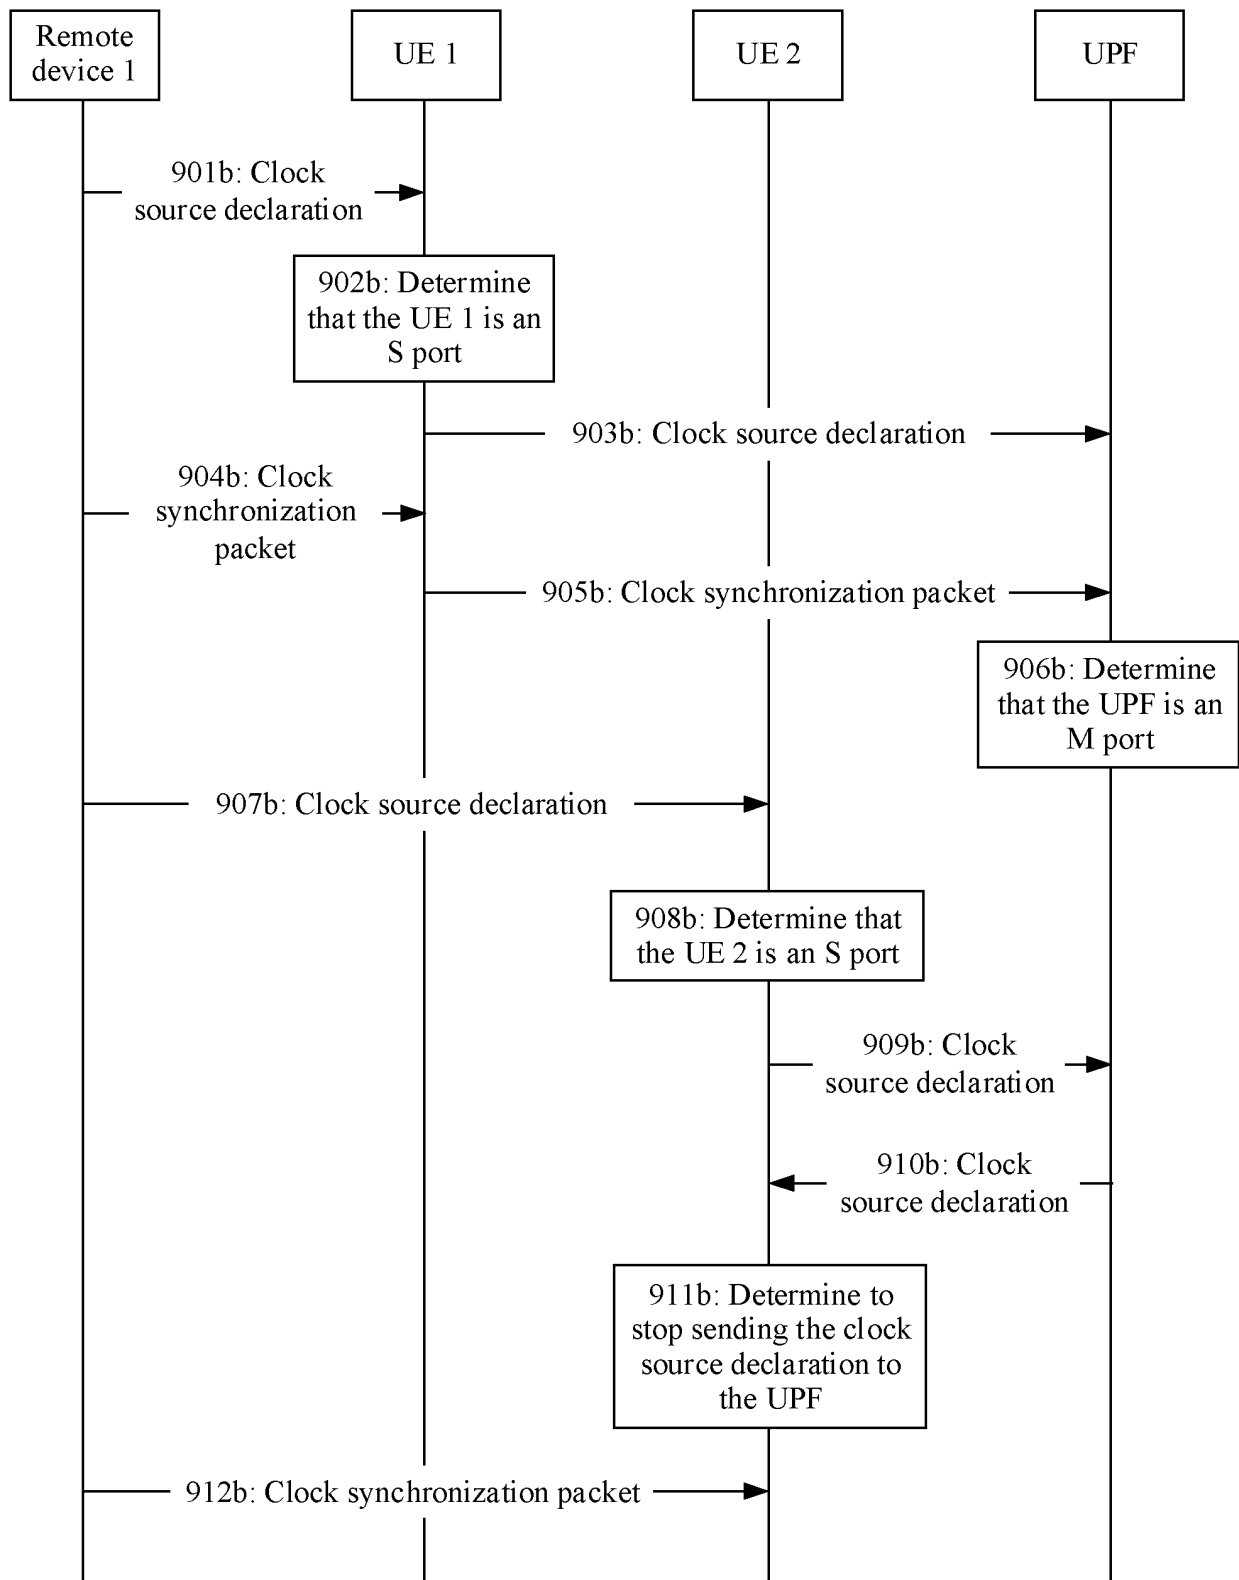 Remote
device 1
UE 1
UE 2
UPF
901b: Clock
source declaration
902b: Determine
that the UE 1 is an
S port
903b: Clock source declaration
904b: Clock
synchronization
packet
905b: Clock synchronization packet
906b: Determine
that the UPF is an
M port
907b: Clock source declaration
908b: Determine that
the UE 2 is an S port
909b: Clock
source declaration
910b: Clock
source declaration
911b: Determine to
stop sending the clock
source declaration to
the UPF
912b: Clock synchronization packet